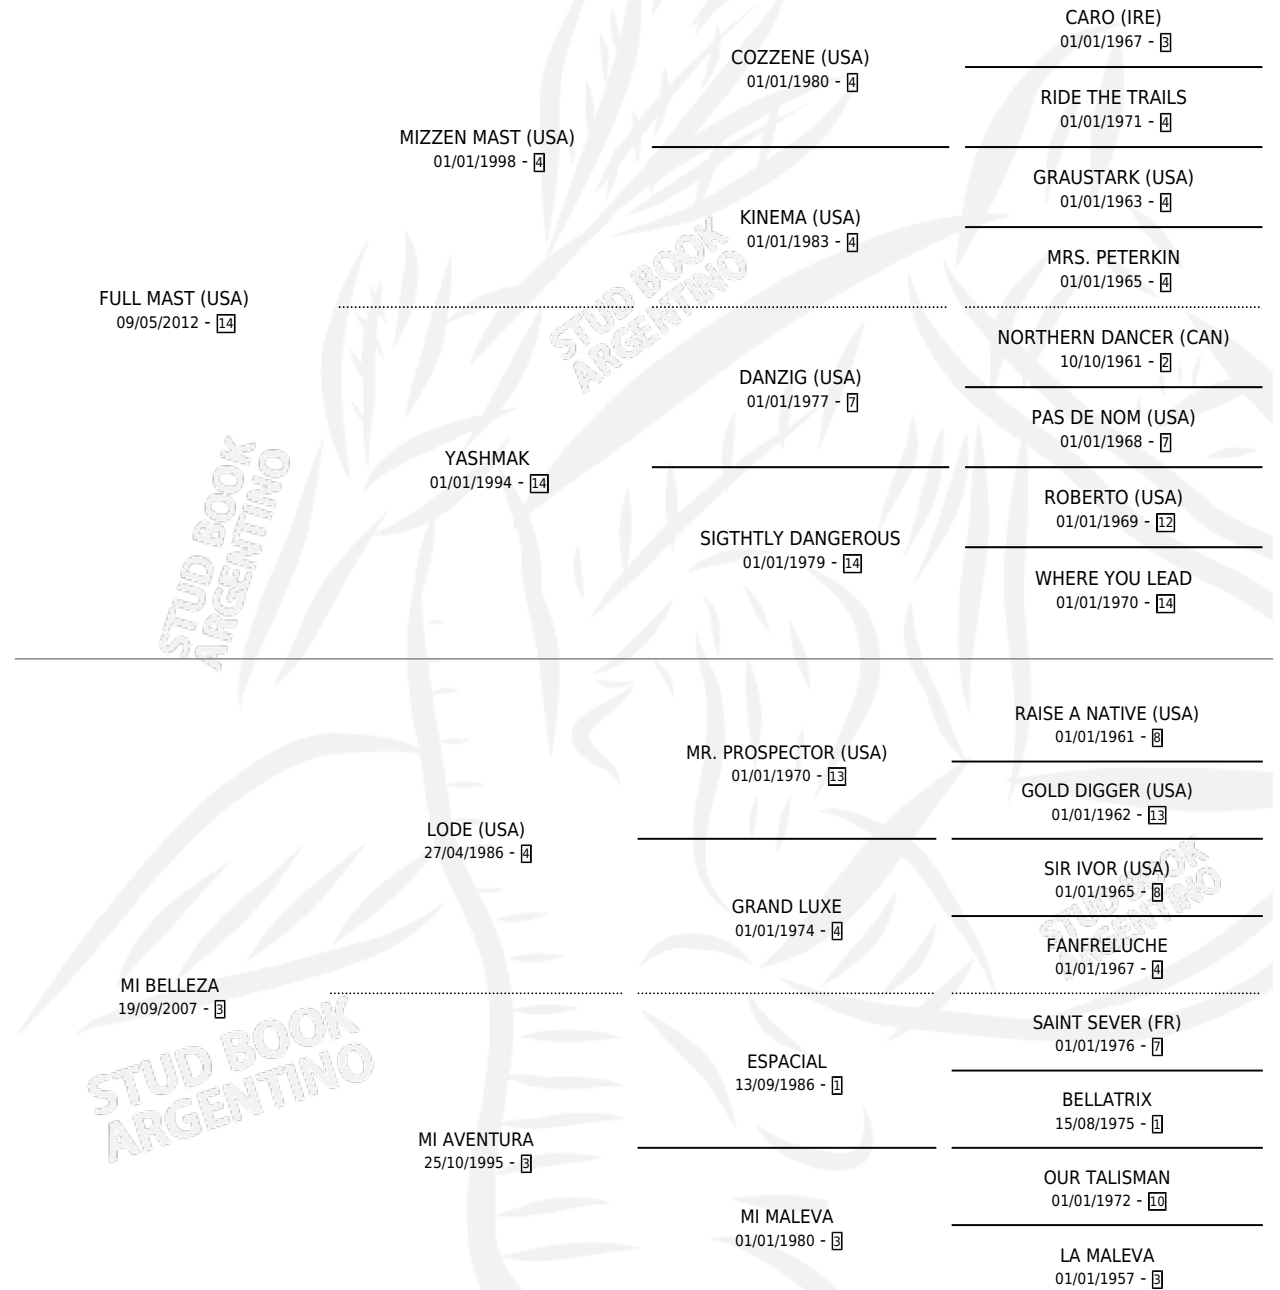 CARO (IRE)
01/01/1967 - 3
COZZENE (USA)
01/01/1980 - 4
RIDE THE TRAILS
01/01/1971 - 4
MIZZEN MAST (USA)
01/01/1998 - 4
GRAUSTARK (USA)
01/01/1963 - 4
KINEMA (USA)
01/01/1983 - 4
MRS. PETERKIN
01/01/1965 - 4
FULL MAST (USA)
09/05/2012 - 14
NORTHERN DANCER (CAN)
10/10/1961 - 2
DANZIG (USA)
01/01/1977 - 7
PAS DE NOM (USA)
01/01/1968 - 7
YASHMAK
01/01/1994 - 14
ROBERTO (USA)
01/01/1969 - 12
SIGTHTLY DANGEROUS
01/01/1979 - 14
WHERE YOU LEAD
01/01/1970 - 14
RAISE A NATIVE (USA)
01/01/1961 - 8
MR. PROSPECTOR (USA)
01/01/1970 - 13
GOLD DIGGER (USA)
01/01/1962 - 13
LODE (USA)
27/04/1986 - 4
SIR IVOR (USA)
01/01/1965 - 8
GRAND LUXE
01/01/1974 - 4
FANFRELUCHE
01/01/1967 - 4
MI BELLEZA
19/09/2007 - 3
SAINT SEVER (FR)
01/01/1976 - 7
ESPACIAL
13/09/1986 - 1
BELLATRIX
15/08/1975 - 1
MI AVENTURA
25/10/1995 - 3
OUR TALISMAN
01/01/1972 - 10
MI MALEVA
01/01/1980 - 3
LA MALEVA
01/01/1957 - 3
STUD BOOK
ARGENTINO
STUD BOOK
ARGENTINO
STUD BOOK
ARGENTINO
STUD BOOK
ARGENTINO